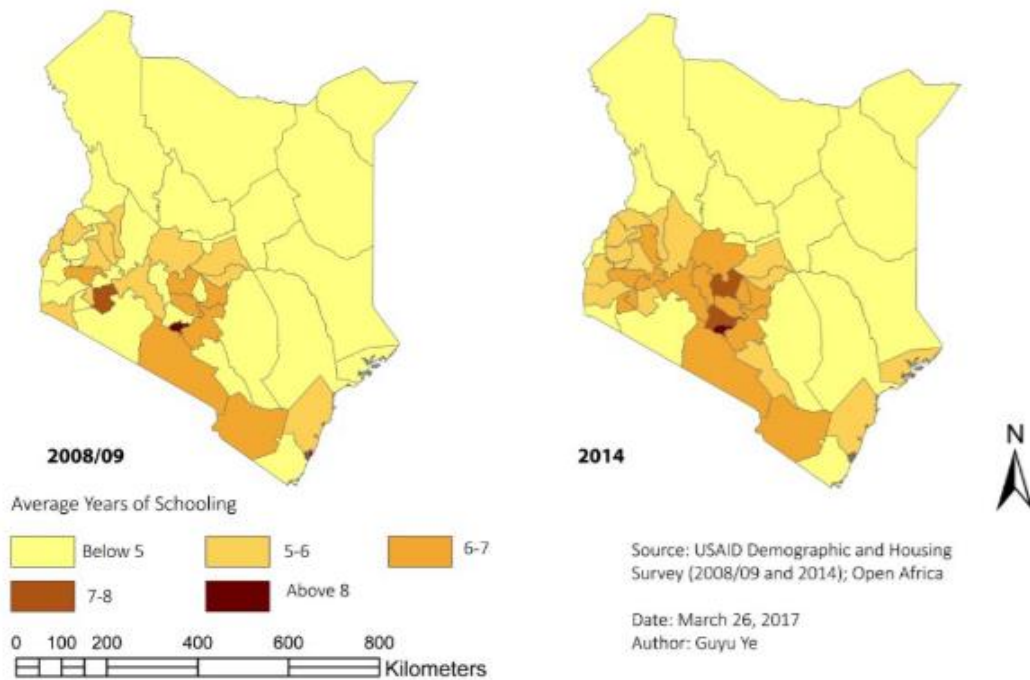 2008/09
2014
N
Average Years of Schooling
Below 5
5-6
6-7
7-8
Above 8
0 100 200 400 600 800
Kilometers
Source: USAID Demographic and Housing
Survey (2008/09 and 2014); Open Africa
Date: March 26, 2017
Author: Guyu Ye